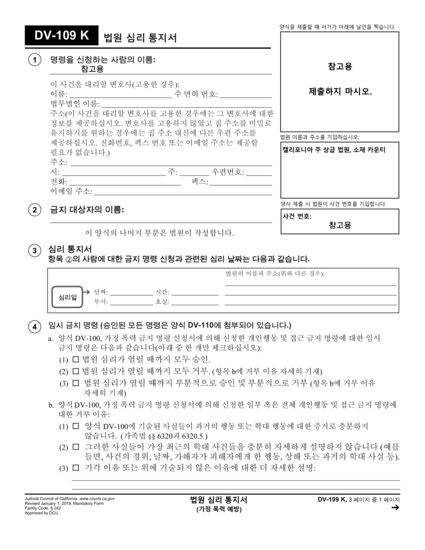 양식을 제출할 때 서기가 아래에 날인을 찍습니다.
DV-109 K 법원 심리 통지서
참고용
제출하지 마시오.
1 명령을 신청하는 사람의 이름:
참고용
이 사건을 대리할 변호사(고용한 경우):
이름: 주 면허 번호:
법무법인 이름:
주소(이 사건을 대리할 변호사를 고용한 경우에는 그 변호사에 대한
정보를 제공하십시오. 변호사를 고용하지 않았고 집 주소를 비밀로
유지하기를 원하는 경우에는 집 주소 대신에 다른 우편 주소를
제공하십시오. 전화번호, 팩스 번호 또는 이메일 주소는 제공할
필요가 없습니다.)
주소:
시: 주: 우편번호:
전화: 팩스:
이메일 주소:
법원 이름과 주소를 기입하십시오:
캘리포니아 주 상급 법원, 소재 카운티
양식 제출 시 법원이 사건 번호를 기입합니다.
사건 번호:
참고용
2 금지 대상자의 이름:
이 양식의 나머지 부분은 법원이 작성합니다.
3 심리 통지서
항목 ②의 사람에 대한 금지 명령 신청과 관련된 심리 날짜는 다음과 같습니다.
법원의 이름과 주소(위와 다른 경우):
심리일
날짜: 시간:
부서: 호실:
4 임시 금지 명령 (승인된 모든 명령은 양식 DV-110에 첨부되어 있습니다.)
a. 양식 DV-100, 가정 폭력 금지 명령 신청서에 의해 신청한 개인행동 및 접근 금지 명령에 대한 임시
금지 명령은 다음과 같습니다(아래 중 한 개만 체크하십시오):
(1) ☐ 법원 심리가 열릴 때까지 모두 승인.
(2) ☐ 법원 심리가 열릴 때까지 모두 거부. (항목 b에 거부 이유 자세히 기재)
(3) ☐ 법원 심리가 열릴 때까지 부분적으로 승인 및 부분적으로 거부 (항목 b에 거부 이유
자세히 기재)
b. 양식 DV-100, 가정 폭력 금지 명령 신청서에 의해 신청한 일부 혹은 전체 개인행동 및 접근 금지 명령에
대한 거부 이유:
(1) ☐ 양식 DV-100에 기술된 사실들이 과거의 행동 또는 학대 행동에 대한 증거로 충분하지
않습니다. (가족법 §§ 6320과 6320.5 )
(2) ☐ 그러한 사실들이 가장 최근의 학대 사건들을 충분히 자세하게 설명하지 않습니다 (예를
들면, 사건의 경위, 날짜, 가해자가 피해자에게 한 행동, 상해 또는 과거의 학대 사실 등).
(3) ☐ 기각 이유 또는 위에 기술되지 않은 이유에 대한 더 자세한 설명:
Judicial Council of California, www.courts.ca.gov
Revised January 1, 2019, Mandatory Form
Family Code, § 242
Approved by DOJ
법원 심리 통지서
(가정 폭력 예방)
DV-109 K, 3 페이지 중 1 페이지